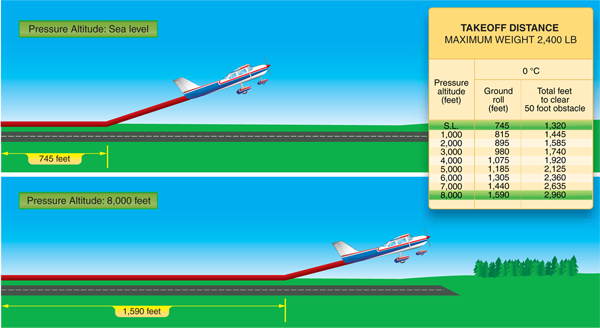 Pressure Altitude: Sea level
745 feet
TAKEOFF DISTANCE
MAXIMUM WEIGHT 2,400 LB
Pressure altitude (feet)
0 °C
Ground roll (feet)
Total feet to clear 50 foot obstacle
S.L. 745 1,320
1,000 815 1,445
2,000 895 1,585
3,000 980 1,740
4,000 1,075 1,920
5,000 1,185 2,125
6,000 1,305 2,360
7,000 1,440 2,635
8,000 1,590 2,960
Pressure Altitude: 8,000 feet
1,590 feet